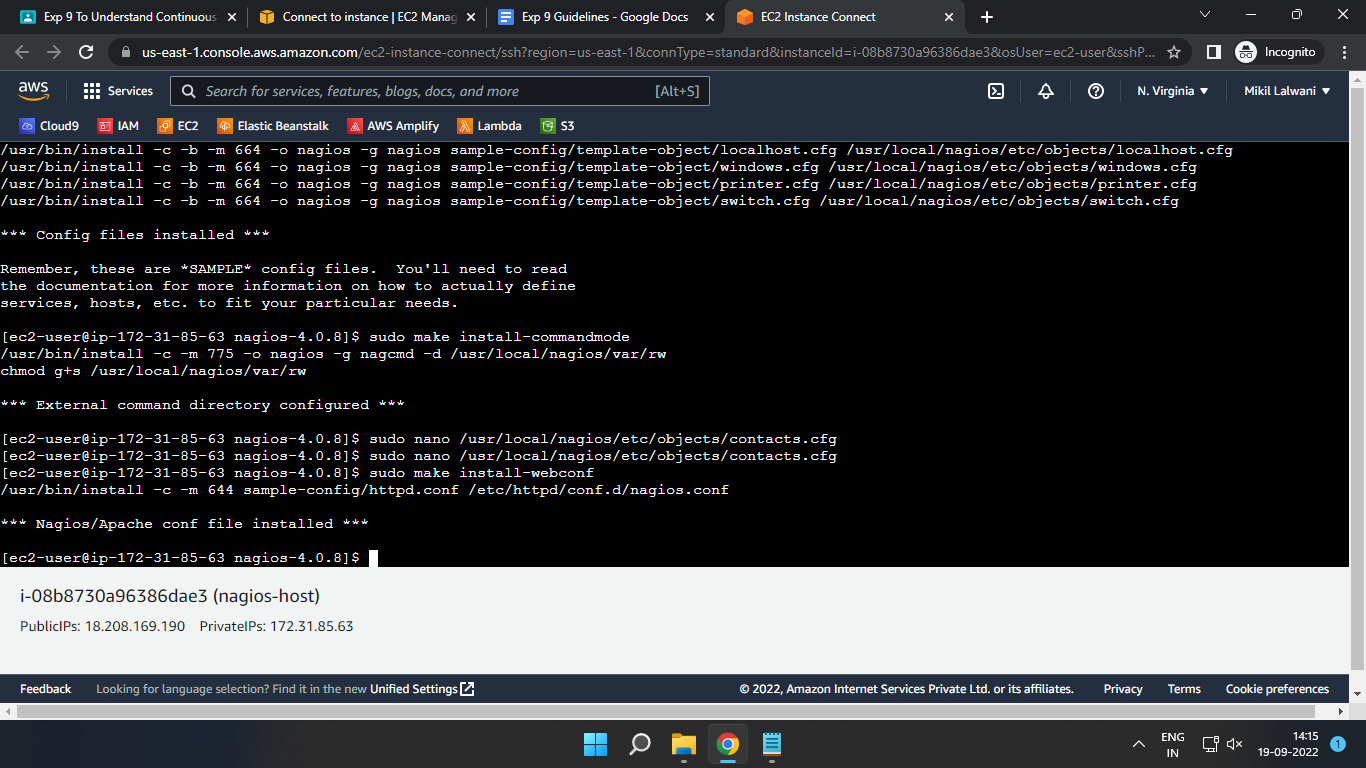 Exp 9 To Understand Continuous
Connect to instance | EC2 Manag
Exp 9 Guidelines - Google Docs
EC2 Instance Connect
us-east-1.console.aws.amazon.com/ec2-instance-connect/ssh?region=us-east-1&connType=standard&instanceId=i-08b8730a96386dae3&osUser=ec2-user&sshP...
Incognito
aws
Services
Search for services, features, blogs, docs, and more
[Alt+S]
N. Virginia
Mikil Lalwani
Cloud9
IAM
EC2
Elastic Beanstalk
AWS Amplify
Lambda
S3
/usr/bin/install -c -b -m 664 -o nagios -g nagios sample-config/template-object/localhost.cfg /usr/local/nagios/etc/objects/localhost.cfg
/usr/bin/install -c -b -m 664 -o nagios -g nagios sample-config/template-object/windows.cfg /usr/local/nagios/etc/objects/windows.cfg
/usr/bin/install -c -b -m 664 -o nagios -g nagios sample-config/template-object/printer.cfg /usr/local/nagios/etc/objects/printer.cfg
/usr/bin/install -c -b -m 664 -o nagios -g nagios sample-config/template-object/switch.cfg /usr/local/nagios/etc/objects/switch.cfg
*** Config files installed ***
Remember, these are *SAMPLE* config files.  You'll need to read
the documentation for more information on how to actually define
services, hosts, etc. to fit your particular needs.
[ec2-user@ip-172-31-85-63 nagios-4.0.8]$ sudo make install-commandmode
/usr/bin/install -c -m 775 -o nagios -g nagcmd -d /usr/local/nagios/var/rw
chmod g+s /usr/local/nagios/var/rw
*** External command directory configured ***
[ec2-user@ip-172-31-85-63 nagios-4.0.8]$ sudo nano /usr/local/nagios/etc/objects/contacts.cfg
[ec2-user@ip-172-31-85-63 nagios-4.0.8]$ sudo nano /usr/local/nagios/etc/objects/contacts.cfg
[ec2-user@ip-172-31-85-63 nagios-4.0.8]$ sudo make install-webconf
/usr/bin/install -c -m 644 sample-config/httpd.conf /etc/httpd/conf.d/nagios.conf
*** Nagios/Apache conf file installed ***
[ec2-user@ip-172-31-85-63 nagios-4.0.8]$
i-08b8730a96386dae3 (nagios-host)
PublicIPs: 18.208.169.190 PrivateIPs: 172.31.85.63
Feedback
Looking for language selection? Find it in the new Unified Settings
© 2022, Amazon Internet Services Private Ltd. or its affiliates.
Privacy
Terms
Cookie preferences
ENG
IN
14:15
19-09-2022
1